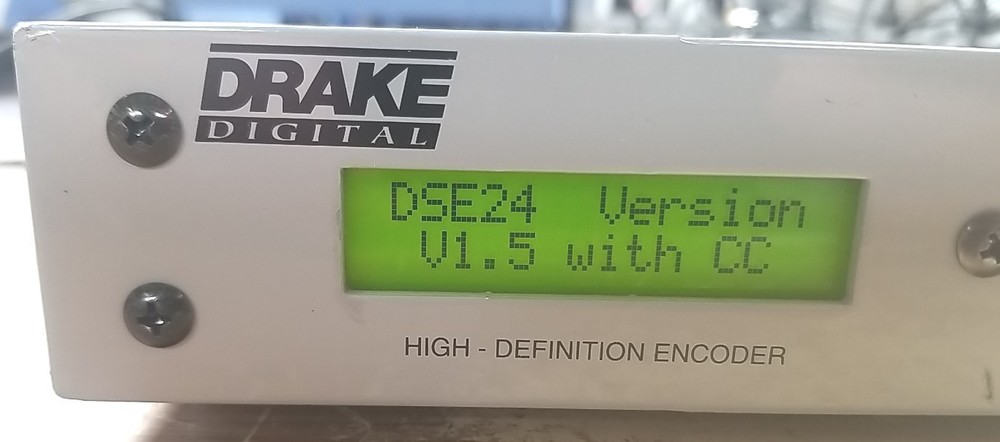 DRAKE
DIGITAL
DSE24 Version
V1.5 with CC
HIGH - DEFINITION ENCODER